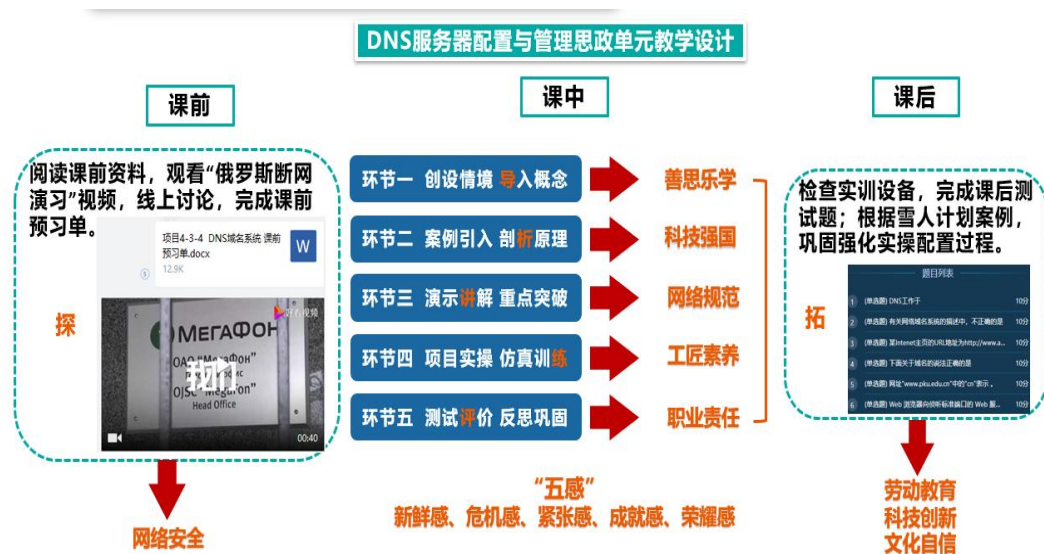 DNS服务器配置与管理思政单元教学设计
课前
阅读课前资料，观看“俄罗斯断网
演习”视频，线上讨论，完成课前
预习单。
项目4-3-4 DNS域名系统 课前
预习单.docx
12.9K
W
探
好看视频
МЕГАФОН
ОАО "МегаФон"
OJSC "MegaFon"
Head Office
我们
00:40
网络安全
课中
环节一 创设情境 导入概念
善思乐学
环节二 案例引入 剖析原理
科技强国
环节三 演示讲解 重点突破
网络规范
环节四 项目实操 仿真训练
工匠素养
环节五 测试评价 反思巩固
职业责任
“五感”
新鲜感、危机感、紧张感、成就感、荣耀感
课后
检查实训设备，完成课后测
试题；根据雪人计划案例，
巩固强化实操配置过程。
拓
题目列表
1 (单选题) DNS工作于 10分
2 (单选题) 有关网络域名系统的描述中，不正确的是 10分
3 (单选题) 某Intenet主页的URL地址为http://www.a... 10分
4 (单选题) 下面关于域名的说法正确的是 10分
5 (单选题) 网址"www.pku.edu.cn"中的"cn"表示 。 10分
6 (单选题) Web 浏览器向侦听标准端口的 Web 服... 10分
劳动教育
科技创新
文化自信